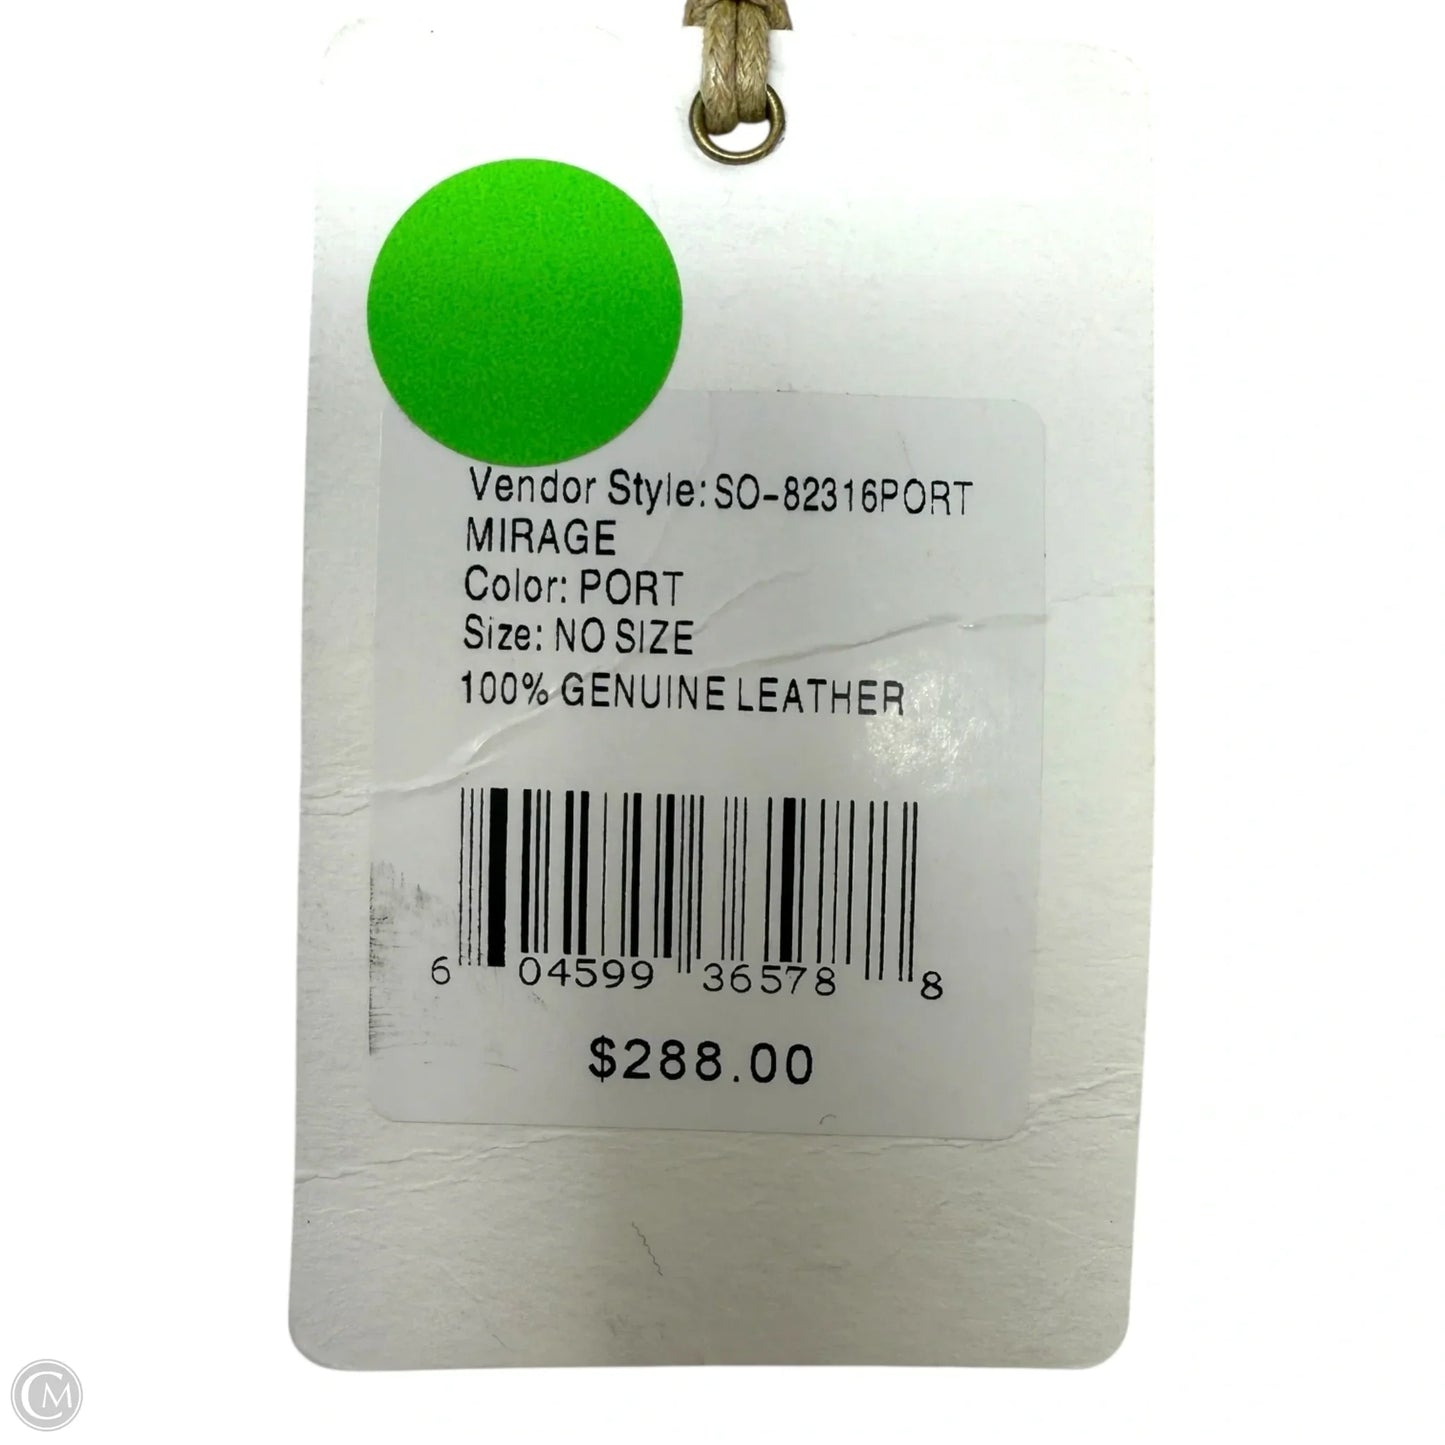 Vendor Style: SO-82316PORT
MIRAGE
Color: PORT
Size: NO SIZE
100% GENUINE LEATHER
6 04599 36578 8
$288.00
CM